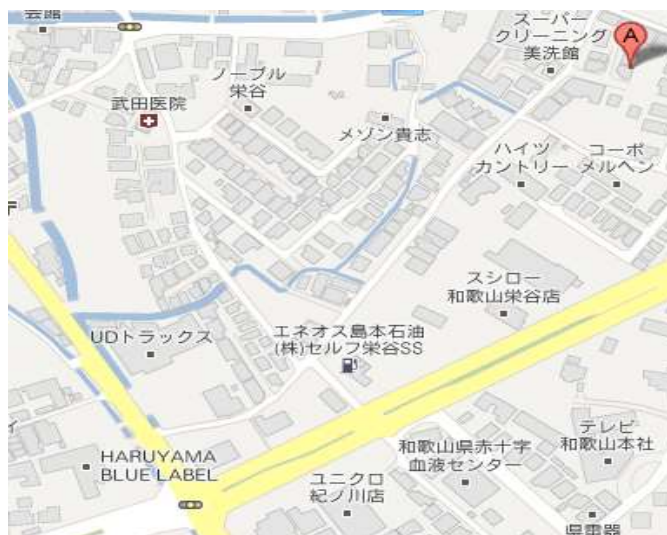 会館
スーパー
クリーニング
美洗館
A
ノーブル
栄谷
武田医院
メゾン貴志
ハイツ
カントリー
コーポ
メルヘン
スシロー
和歌山栄谷店
UDトラックス
エネオス島本石油
(株)セルフ栄谷SS
テレビ
和歌山本社
和歌山県赤十字
血液センター
HARUYAMA
BLUE LABEL
ユニクロ
紀ノ川店
県電器